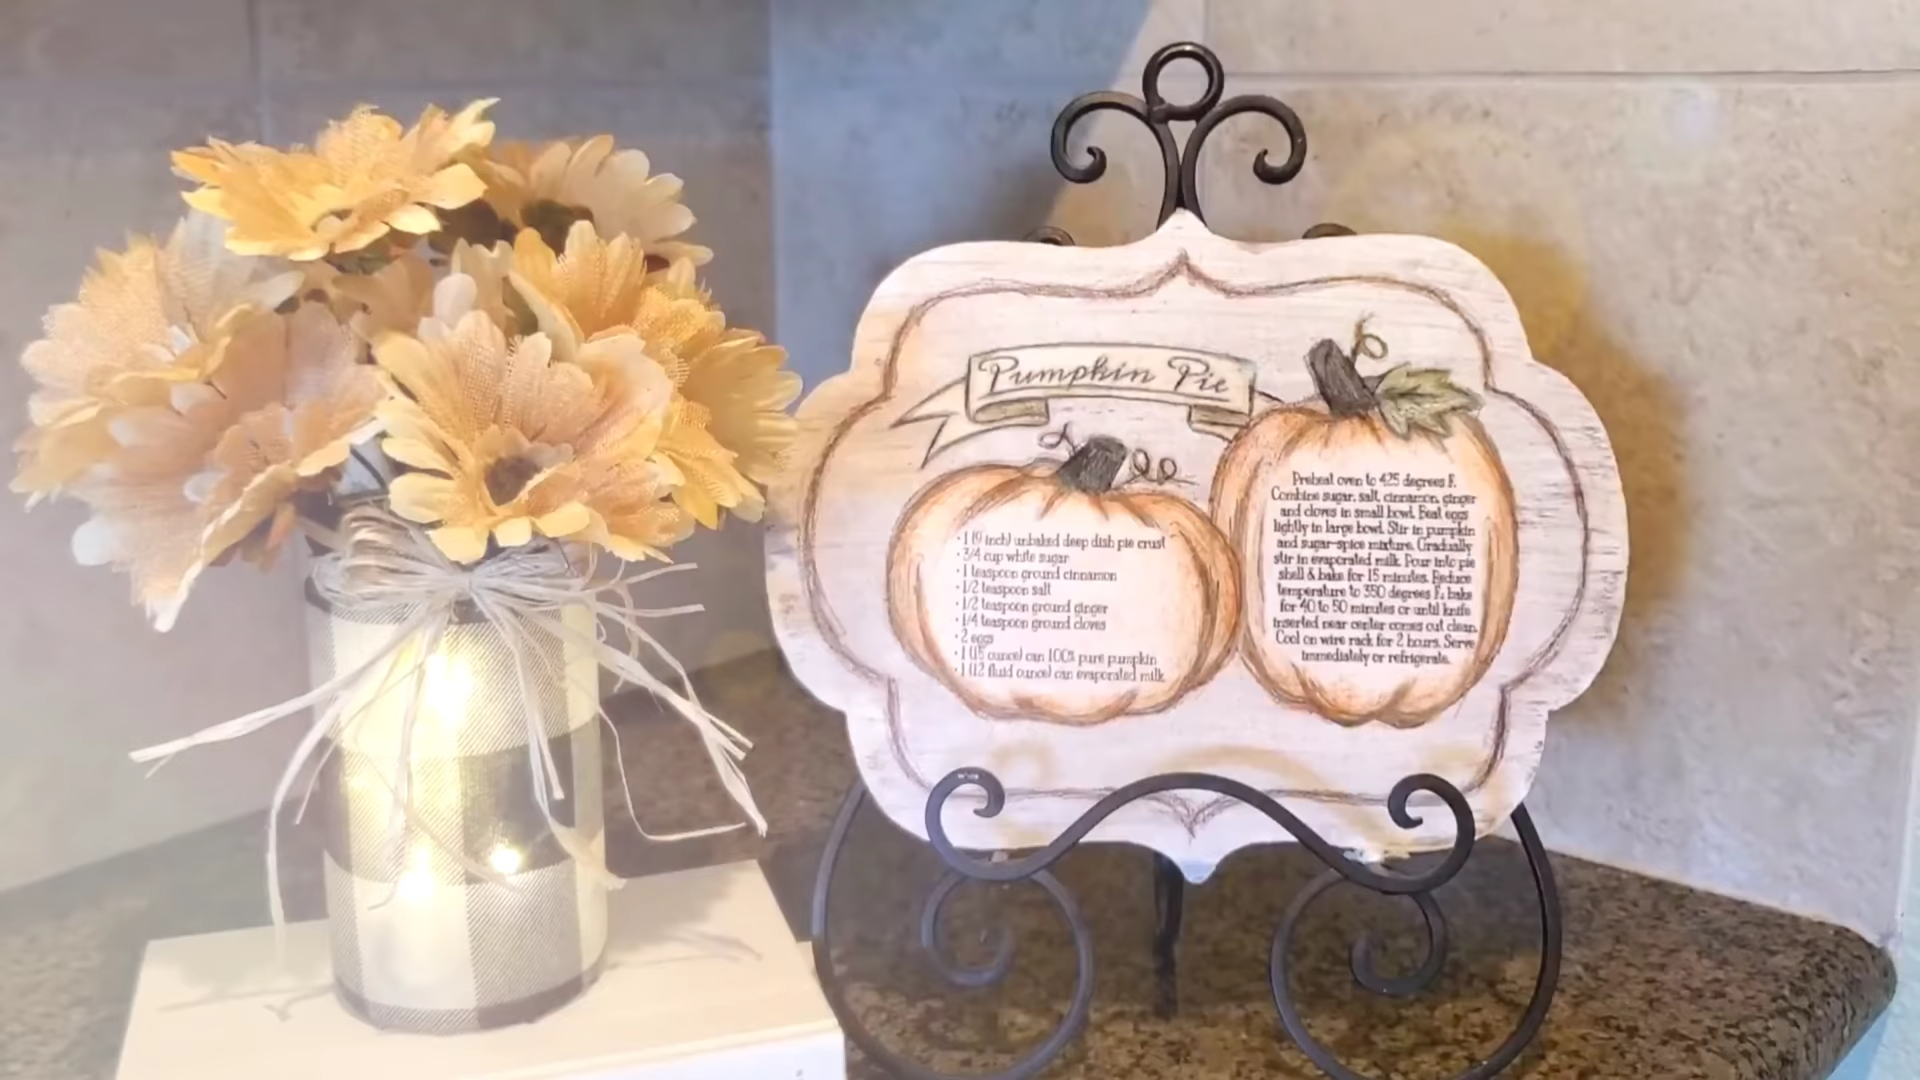 Pumpkin Pie
· 1 (9 inch) unbaked deep dish pie crust
· 3/4 cup white sugar
· 1 teaspoon ground cinnamon
· 1/2 teaspoon salt
· 1/2 teaspoon ground ginger
· 1/4 teaspoon ground cloves
· 2 eggs
· 1 (15 ounce) can 100% pure pumpkin
· 1 (12 fluid ounce) can evaporated milk
Preheat oven to 425 degrees F.
Combine sugar, salt, cinnamon, ginger
and cloves in small bowl. Beat eggs
lightly in large bowl. Stir in pumpkin
and sugar-spice mixture. Gradually
stir in evaporated milk. Pour into pie
shell & bake for 15 minutes. Reduce
temperature to 350 degrees F.; bake
for 40 to 50 minutes or until knife
inserted near center comes out clean.
Cool on wire rack for 2 hours. Serve
immediately or refrigerate.